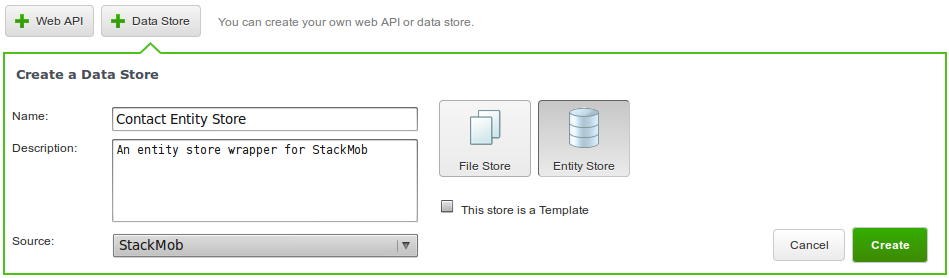 Web API
Data Store
You can create your own web API or data store.
Create a Data Store
Name:
Contact Entity Store
Description:
An entity store wrapper for StackMob
File Store
Entity Store
This store is a Template
Source:
StackMob
Cancel
Create